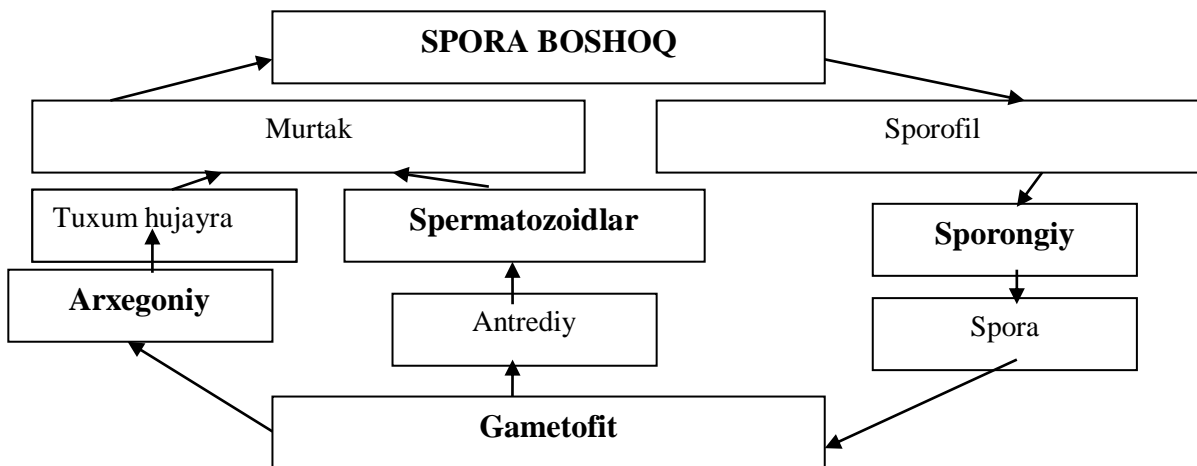 SPORA BOSHOQ
Murtak
Sporofil
Tuxum hujayra
Spermatozoidlar
Sporongiy
Arxegoniy
Antrediy
Spora
Gametofit